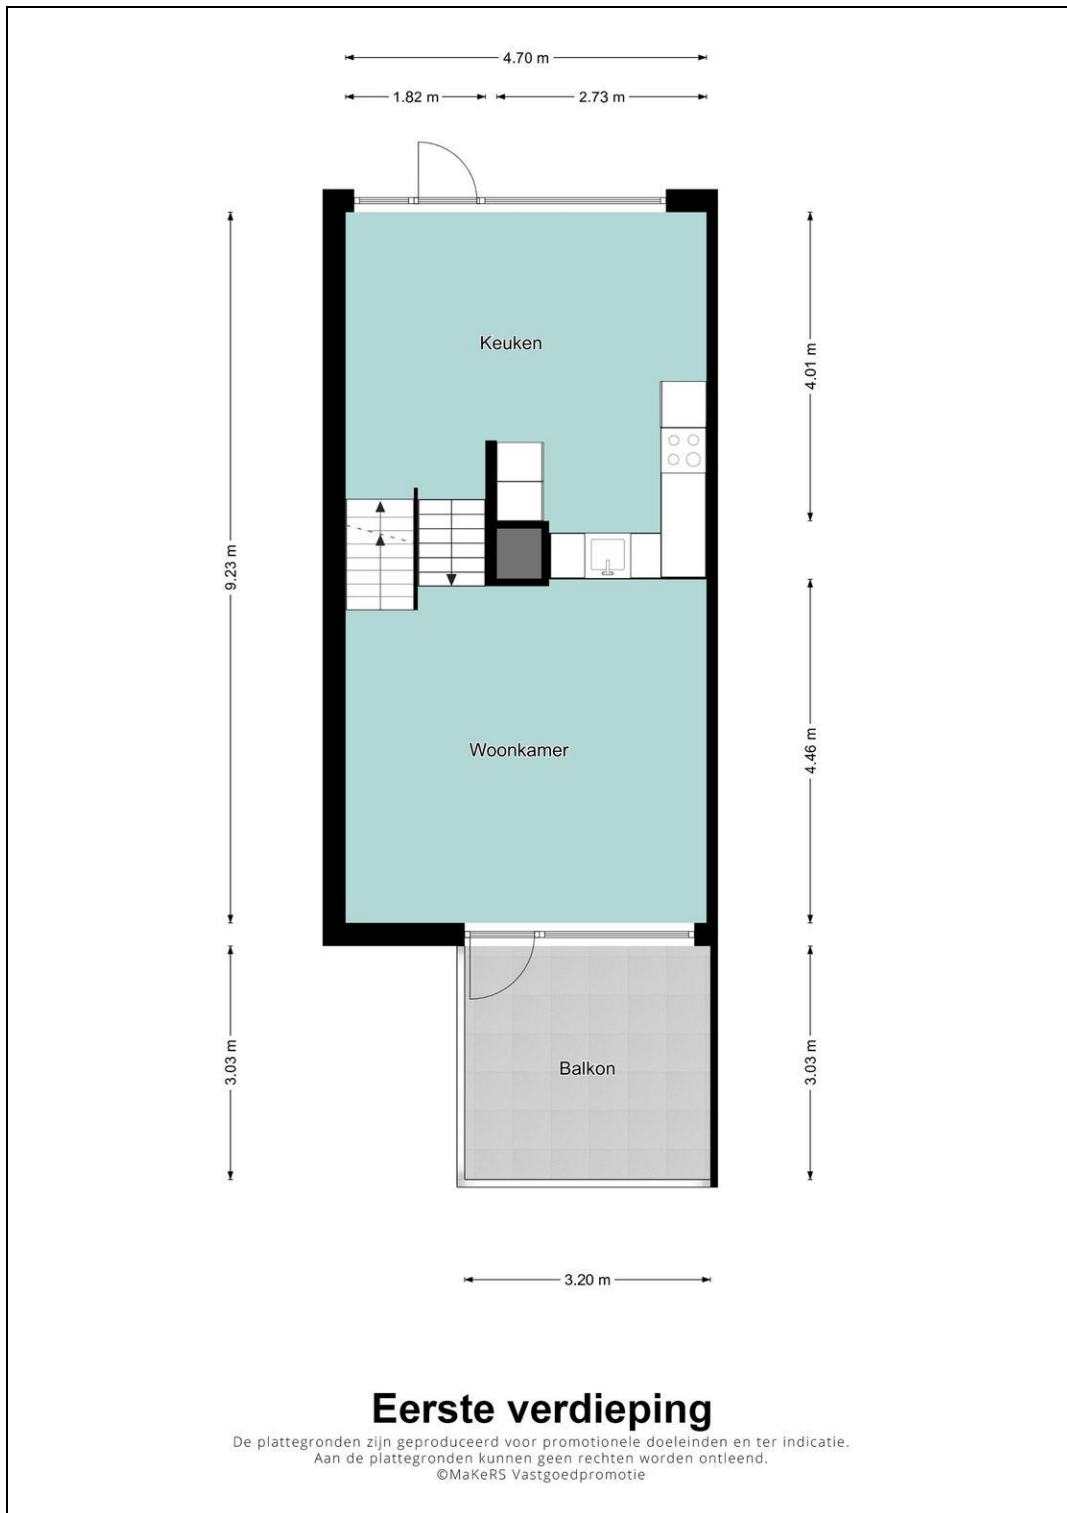 4.70 m
1.82 m
2.73 m
Keuken
4.01 m
9.23 m
Woonkamer
4.46 m
Balkon
3.03 m
3.03 m
3.20 m
Eerste verdieping
De plattegronden zijn geproduceerd voor promotionele doeleinden en ter indicatie.
Aan de plattegronden kunnen geen rechten worden ontleend.
©MaKeRS Vastgoedpromotie